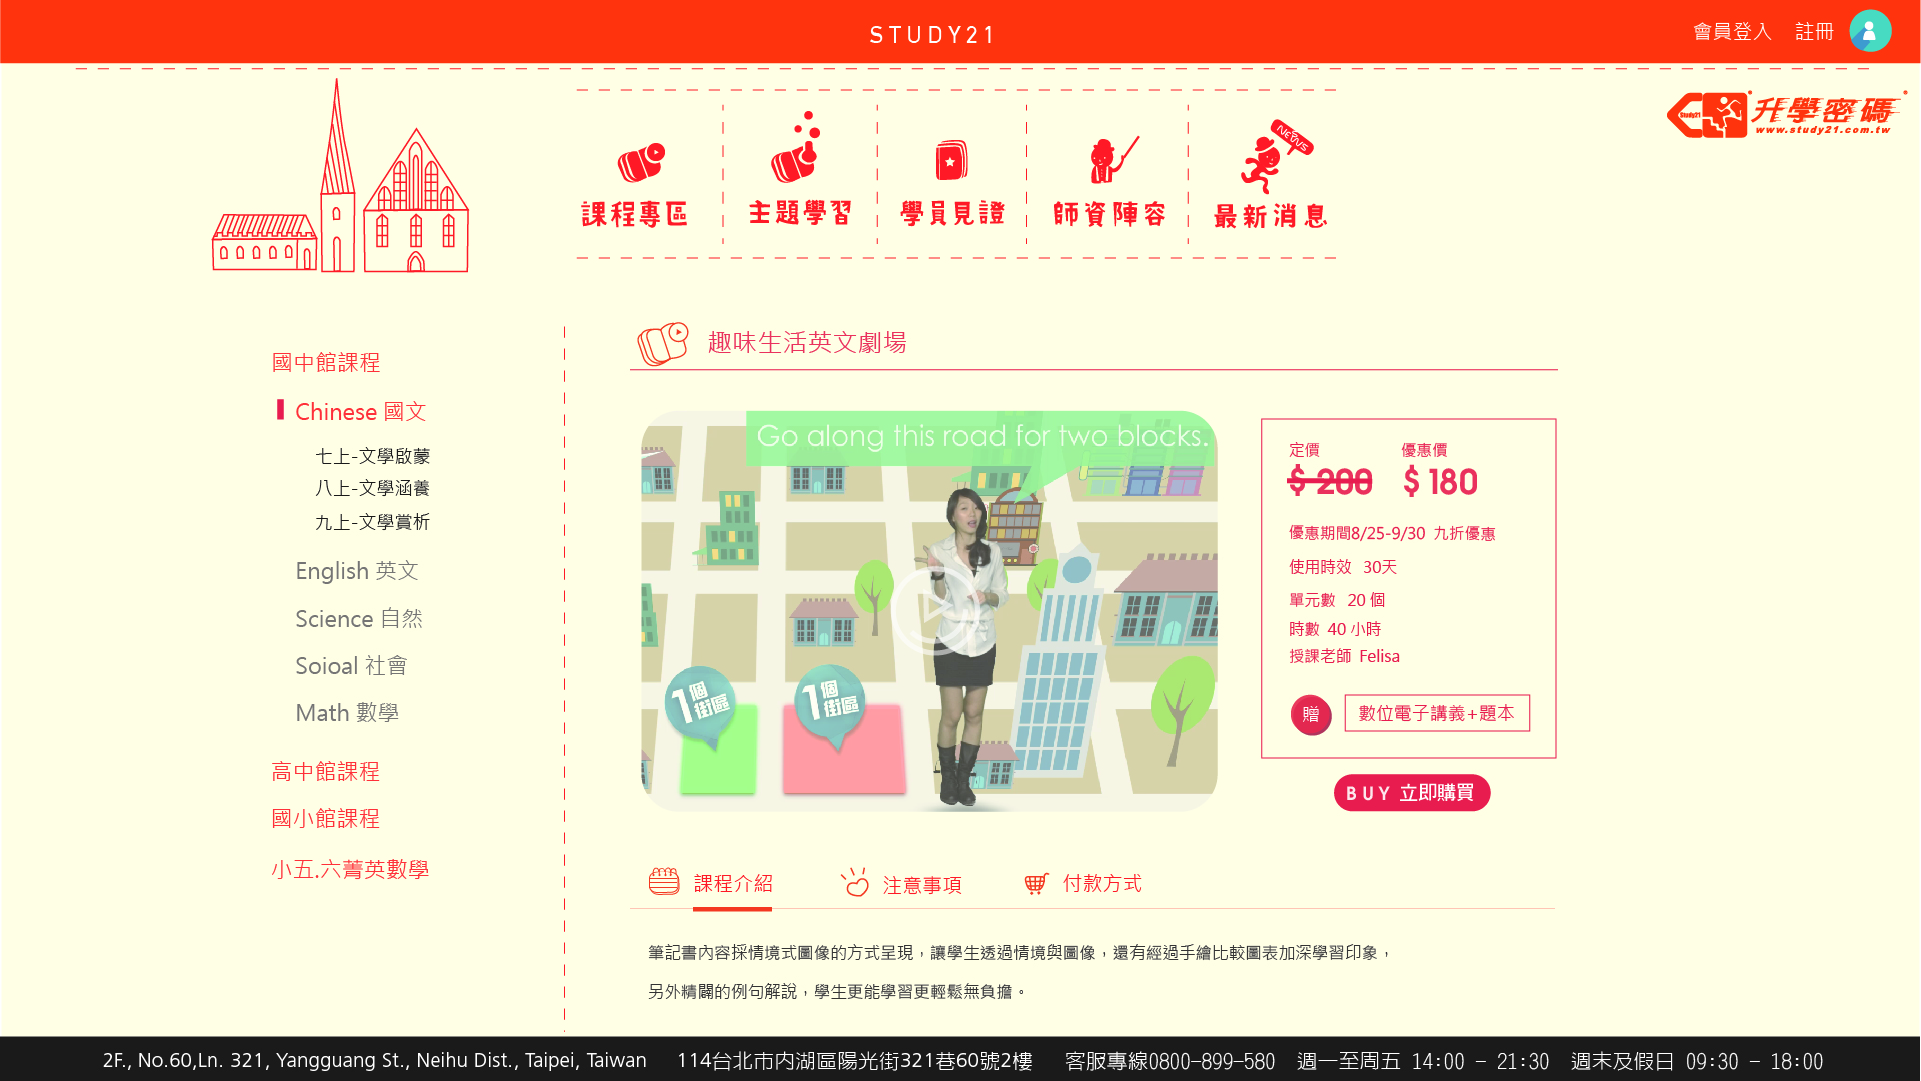 STUDY21
會員登入 註冊
Study21 升學密碼
www.study21.com.tw
課程專區
主題學習
學員見證
師資陣容
NEWS
最新消息
國中館課程
Chinese 國文
七上-文學啟蒙
八上-文學涵養
九上-文學賞析
English 英文
Science 自然
Soioal 社會
Math 數學
高中館課程
國小館課程
小五.六菁英數學
趣味生活英文劇場
Go along this road for two blocks.
1個街區
1個街區
定價 優惠價
$ 200 $ 180
優惠期間8/25-9/30 九折優惠
使用時效 30天
單元數 20 個
時數 40 小時
授課老師 Felisa
贈 數位電子講義+題本
BUY 立即購買
課程介紹 注意事項 付款方式
筆記書內容採情境式圖像的方式呈現，讓學生透過情境與圖像，還有經過手繪比較圖表加深學習印象，
另外精闢的例句解說，學生更能學習更輕鬆無負擔。
2F., No.60,Ln. 321, Yangguang St., Neihu Dist., Taipei, Taiwan 114台北市內湖區陽光街321巷60號2樓 客服專線0800-899-580 週一至周五 14:00 - 21:30 週末及假日 09:30 - 18:00